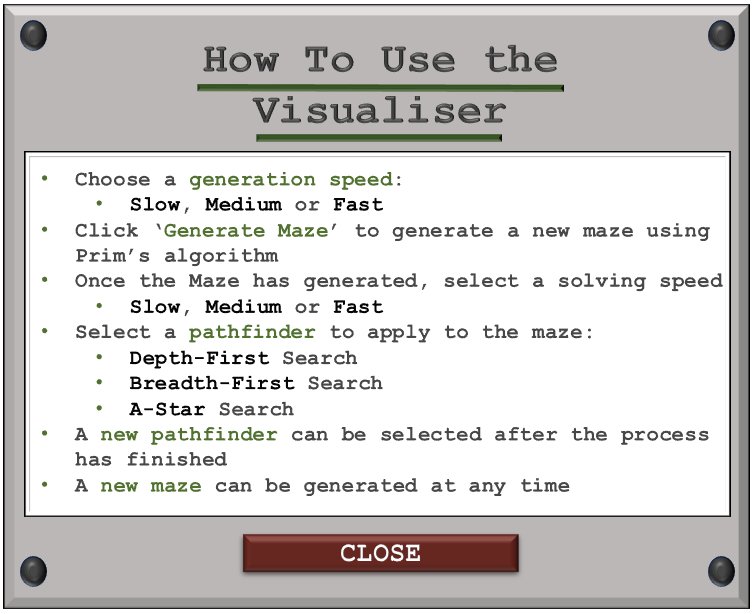 How To Use the
Visualiser
• Choose a generation speed:
• Slow, Medium or Fast
• Click ‘Generate Maze’ to generate a new maze using
Prim’s algorithm
• Once the Maze has generated, select a solving speed
• Slow, Medium or Fast
• Select a pathfinder to apply to the maze:
• Depth-First Search
• Breadth-First Search
• A-Star Search
• A new pathfinder can be selected after the process
has finished
• A new maze can be generated at any time
CLOSE